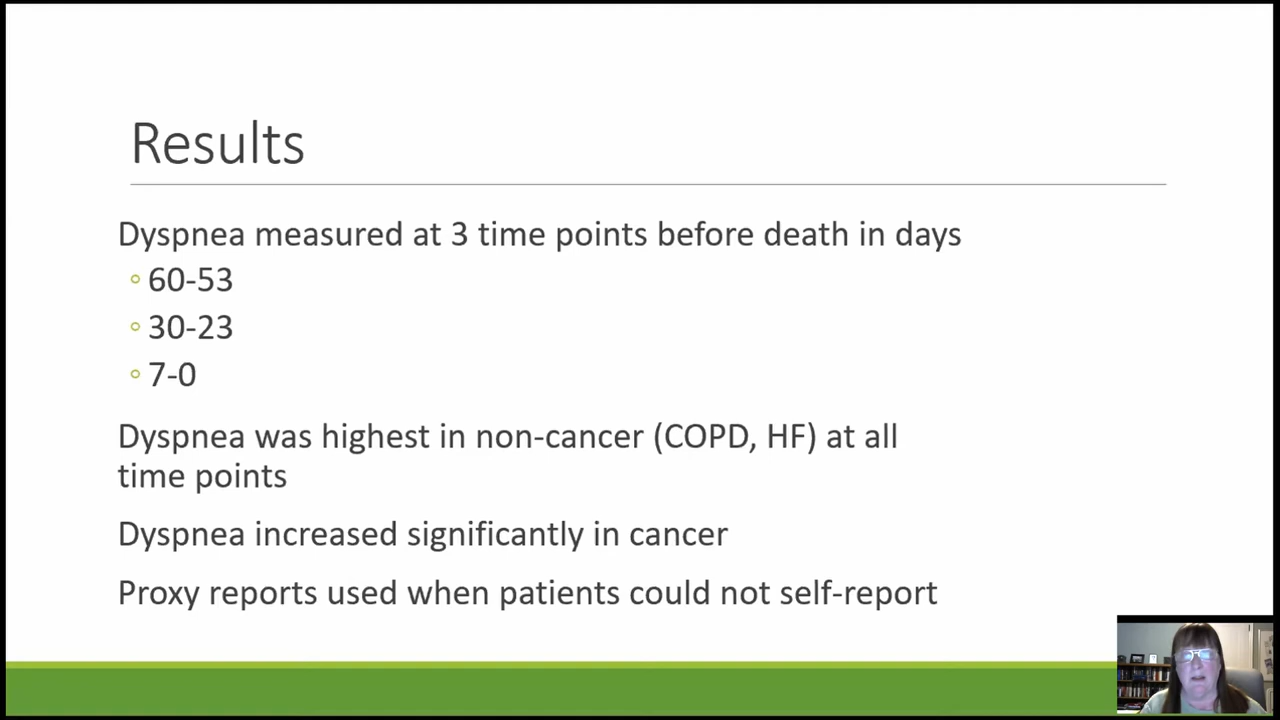 Results
Dyspnea measured at 3 time points before death in days
60-53
30-23
7-0
Dyspnea was highest in non-cancer (COPD, HF) at all
time points
Dyspnea increased significantly in cancer
Proxy reports used when patients could not self-report